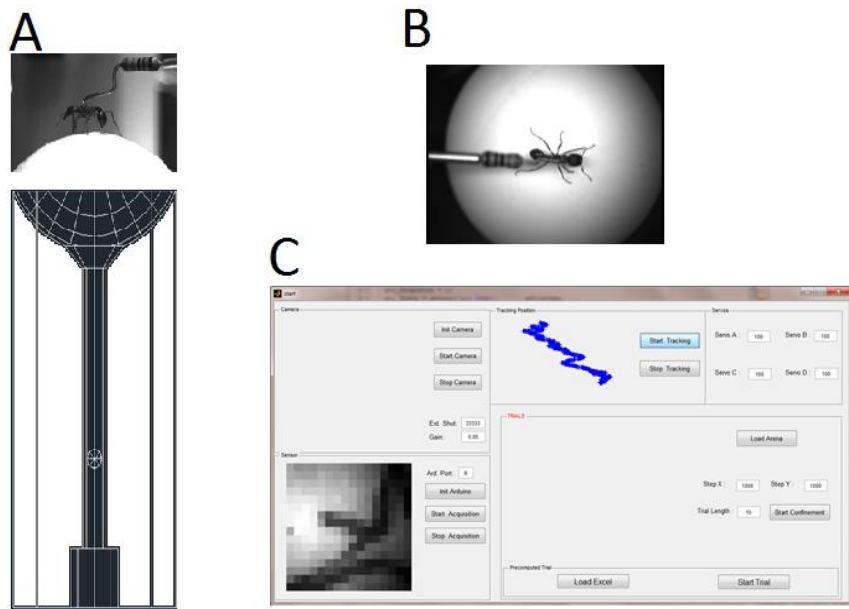 A
B
C
start
Camera
Init Camera
Start Camera
Stop Camera
Ext. Shut:
Gain:
Tracking Position
Start Tracking
Stop Tracking
Servos
Servo A : 100 Servo B : 100
Servo C : 100 Servo D : 100
Sensor
Ard. Port: 6
Init Arduino
Start Acquisition
Stop Acquisition
TRIALS
Load Arena
Step X : 1000 Step Y : 1000
Trial Length 10 Start Confinement
Precomputed Trial
Load Excel Start Trial